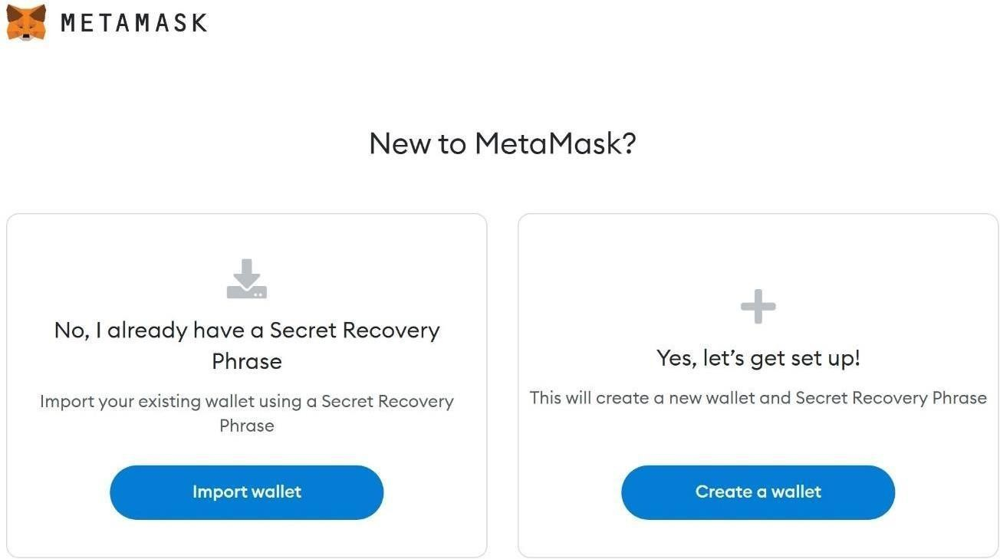 METAMASK
New to MetaMask?
No, I already have a Secret Recovery
Phrase
Import your existing wallet using a Secret Recovery
Phrase
Import wallet
Yes, let’s get set up!
This will create a new wallet and Secret Recovery Phrase
Create a wallet